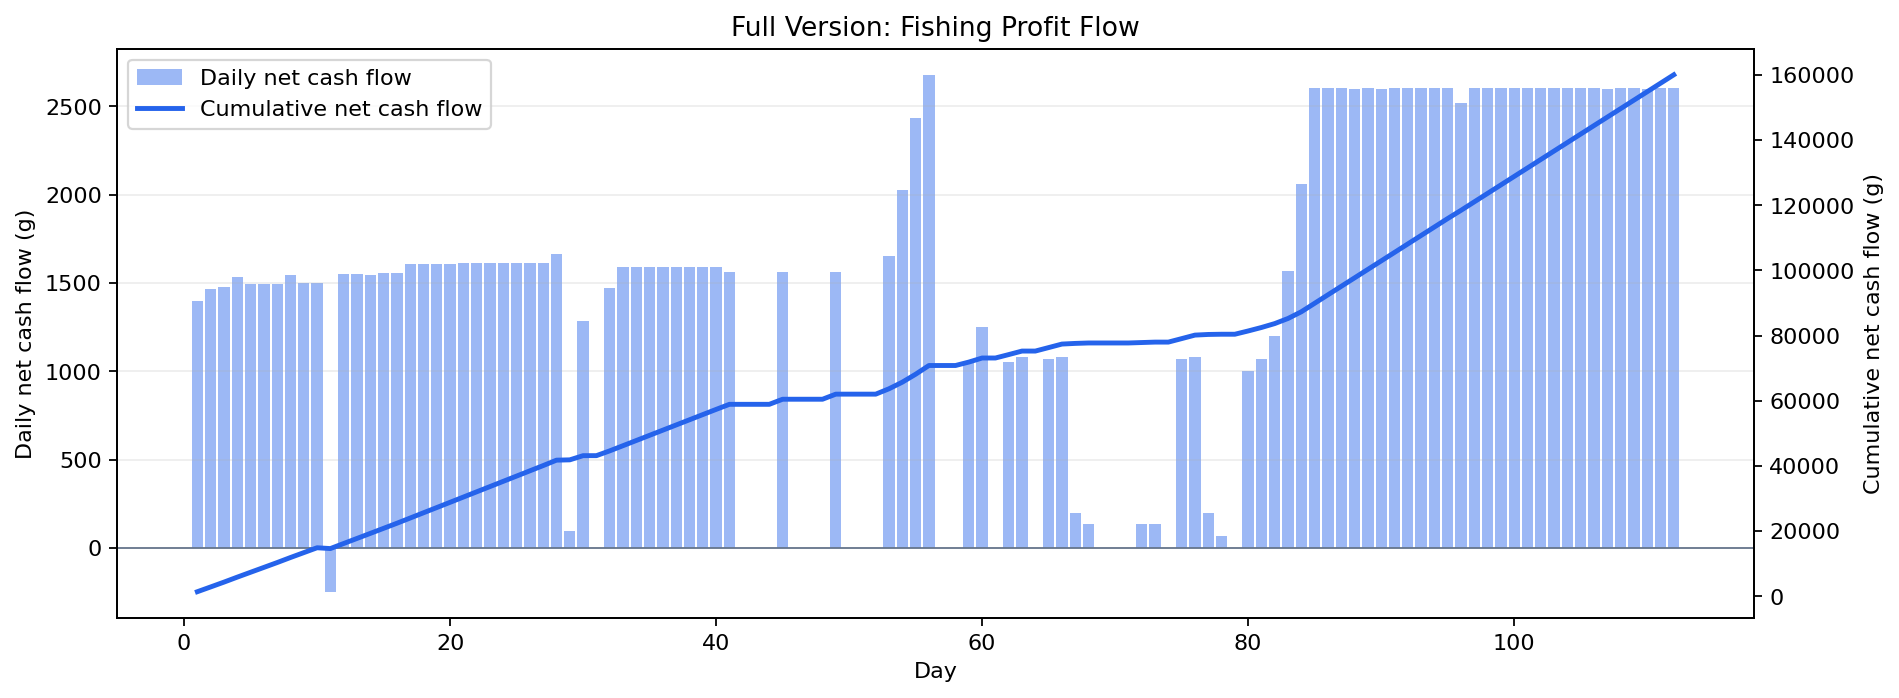 Full Version: Fishing Profit Flow
Daily net cash flow
Cumulative net cash flow
Daily net cash flow (g)
2500
2000
1500
1000
500
0
Cumulative net cash flow (g)
160000
140000
120000
100000
80000
60000
40000
20000
0
0 20 40 60 80 100
Day